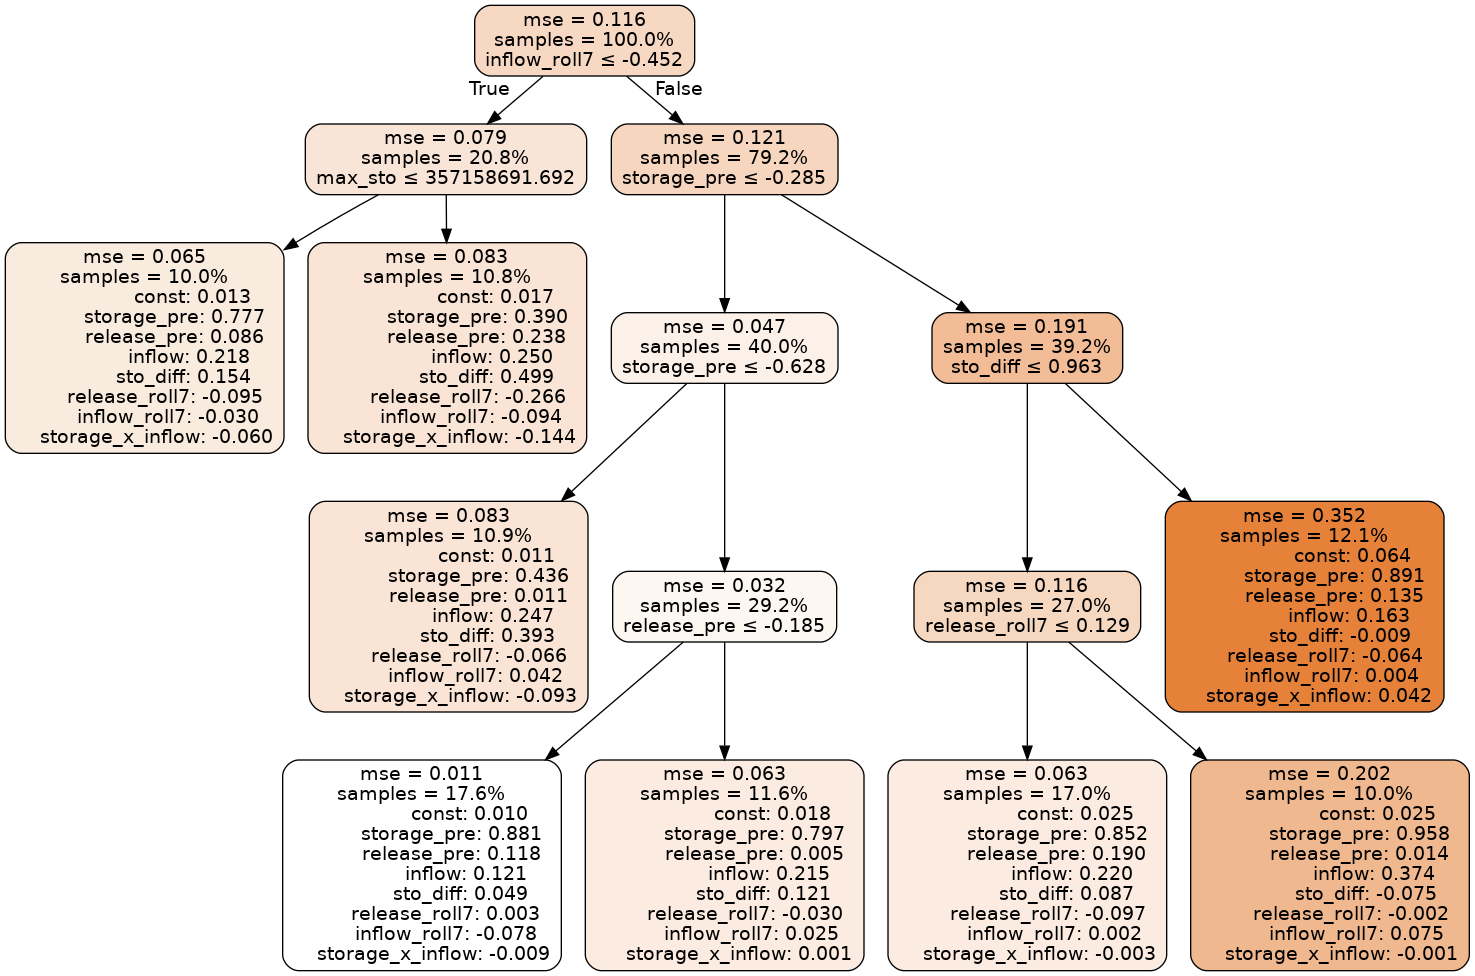 mse = 0.116
samples = 100.0%
inflow_roll7 ≤ -0.452
True
False
mse = 0.079
samples = 20.8%
max_sto ≤ 357158691.692
mse = 0.121
samples = 79.2%
storage_pre ≤ -0.285
mse = 0.065
samples = 10.0%
const: 0.013
storage_pre: 0.777
release_pre: 0.086
inflow: 0.218
sto_diff: 0.154
release_roll7: -0.095
inflow_roll7: -0.030
storage_x_inflow: -0.060
mse = 0.083
samples = 10.8%
const: 0.017
storage_pre: 0.390
release_pre: 0.238
inflow: 0.250
sto_diff: 0.499
release_roll7: -0.266
inflow_roll7: -0.094
storage_x_inflow: -0.144
mse = 0.047
samples = 40.0%
storage_pre ≤ -0.628
mse = 0.191
samples = 39.2%
sto_diff ≤ 0.963
mse = 0.083
samples = 10.9%
const: 0.011
storage_pre: 0.436
release_pre: 0.011
inflow: 0.247
sto_diff: 0.393
release_roll7: -0.066
inflow_roll7: 0.042
storage_x_inflow: -0.093
mse = 0.032
samples = 29.2%
release_pre ≤ -0.185
mse = 0.116
samples = 27.0%
release_roll7 ≤ 0.129
mse = 0.352
samples = 12.1%
const: 0.064
storage_pre: 0.891
release_pre: 0.135
inflow: 0.163
sto_diff: -0.009
release_roll7: -0.064
inflow_roll7: 0.004
storage_x_inflow: 0.042
mse = 0.011
samples = 17.6%
const: 0.010
storage_pre: 0.881
release_pre: 0.118
inflow: 0.121
sto_diff: 0.049
release_roll7: 0.003
inflow_roll7: -0.078
storage_x_inflow: -0.009
mse = 0.063
samples = 11.6%
const: 0.018
storage_pre: 0.797
release_pre: 0.005
inflow: 0.215
sto_diff: 0.121
release_roll7: -0.030
inflow_roll7: 0.025
storage_x_inflow: 0.001
mse = 0.063
samples = 17.0%
const: 0.025
storage_pre: 0.852
release_pre: 0.190
inflow: 0.220
sto_diff: 0.087
release_roll7: -0.097
inflow_roll7: 0.002
storage_x_inflow: -0.003
mse = 0.202
samples = 10.0%
const: 0.025
storage_pre: 0.958
release_pre: 0.014
inflow: 0.374
sto_diff: -0.075
release_roll7: -0.002
inflow_roll7: 0.075
storage_x_inflow: -0.001